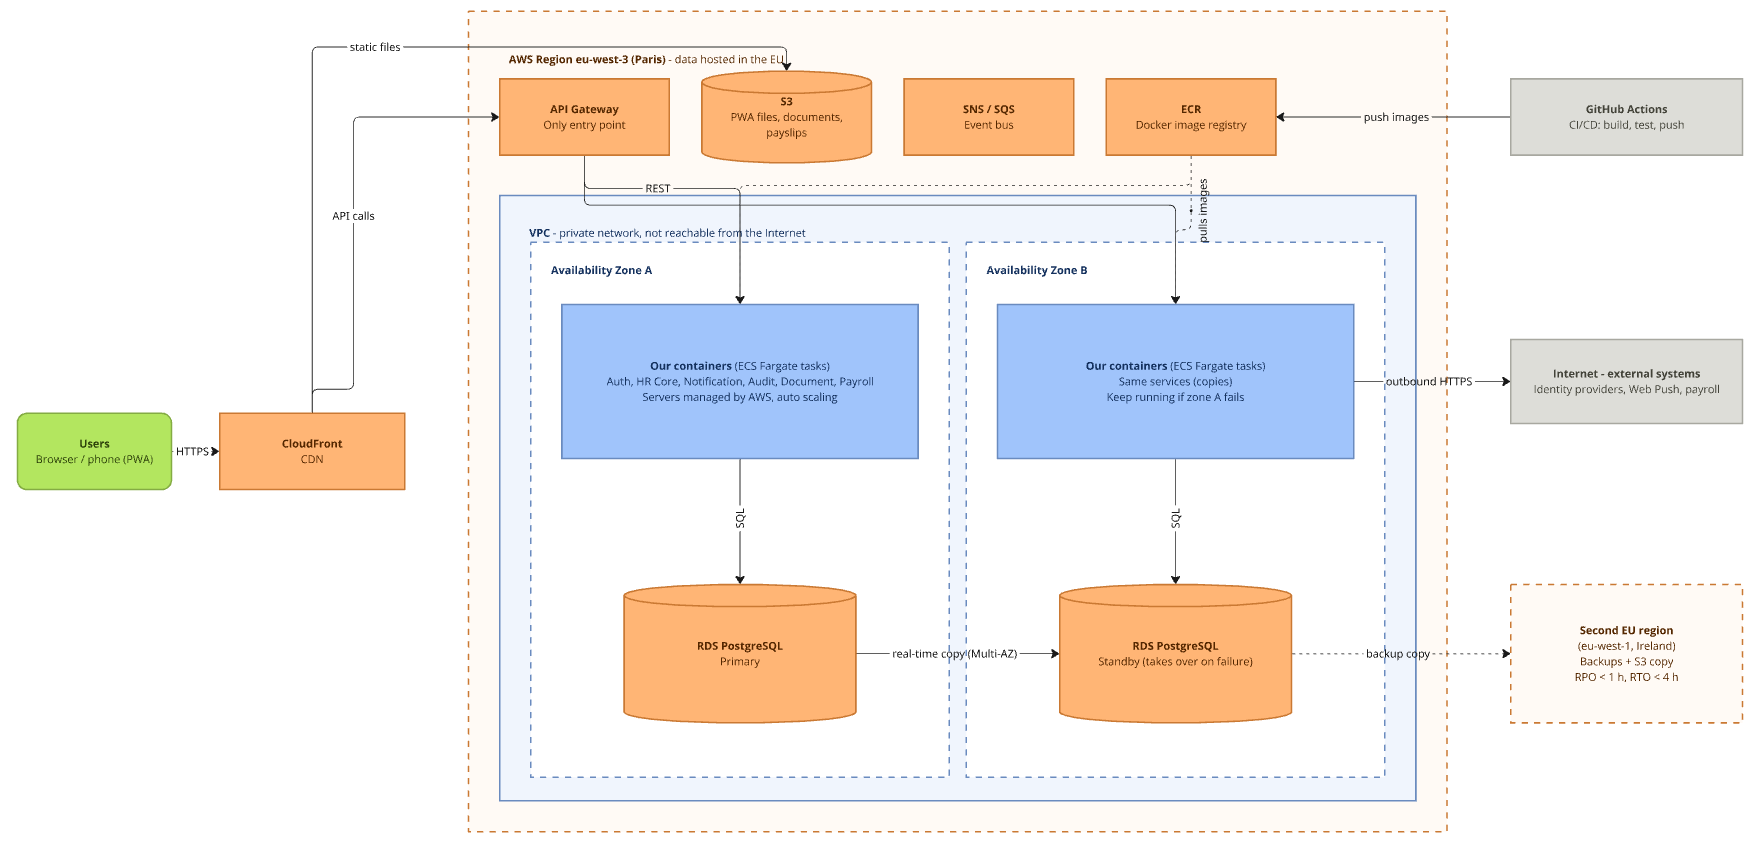 static files
AWS Region eu-west-3 (Paris) - data hosted in the EU
API Gateway
Only entry point
S3
PWA files, documents,
payslips
SNS / SQS
Event bus
ECR
Docker image registry
push images
GitHub Actions
CI/CD: build, test, push
REST
pulls images
API calls
VPC - private network, not reachable from the Internet
Availability Zone A
Availability Zone B
Our containers (ECS Fargate tasks)
Auth, HR Core, Notification, Audit, Document, Payroll
Servers managed by AWS, auto scaling
Our containers (ECS Fargate tasks)
Same services (copies)
Keep running if zone A fails
outbound HTTPS
Internet - external systems
Identity providers, Web Push, payroll
Users
Browser / phone (PWA)
HTTPS
CloudFront
CDN
SQL
SQL
RDS PostgreSQL
Primary
real-time copy (Multi-AZ)
RDS PostgreSQL
Standby (takes over on failure)
backup copy
Second EU region
(eu-west-1, Ireland)
Backups + S3 copy
RPO < 1 h, RTO < 4 h